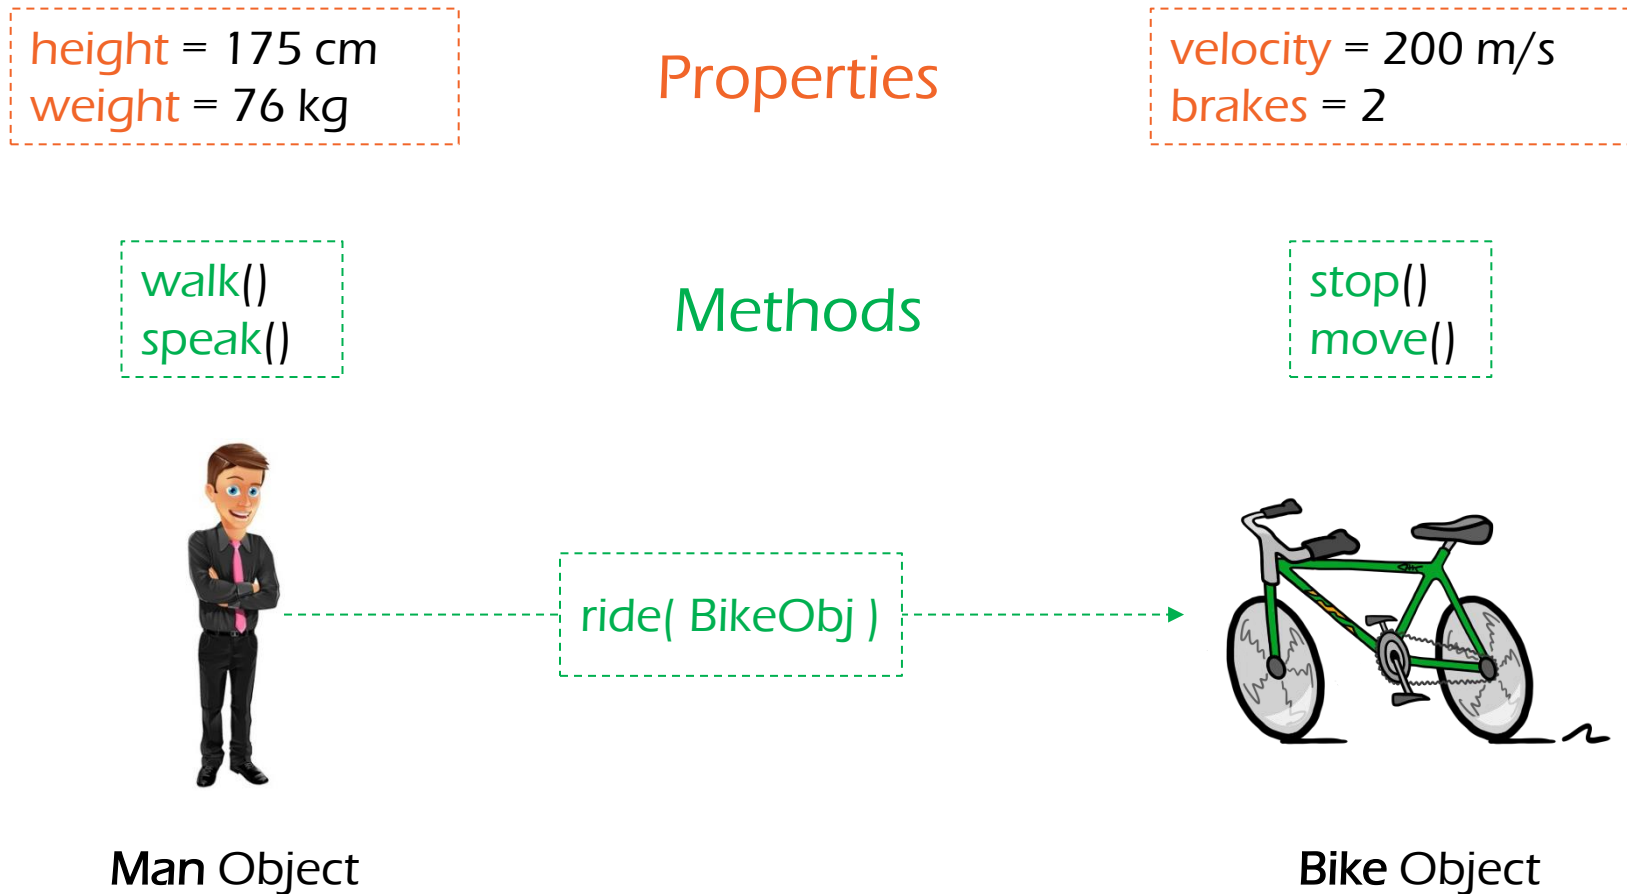 height = 175 cm
weight = 76 kg
Properties
velocity = 200 m/s
brakes = 2
walk()
speak()
Methods
stop()
move()
ride( BikeObj )
Man Object
Bike Object